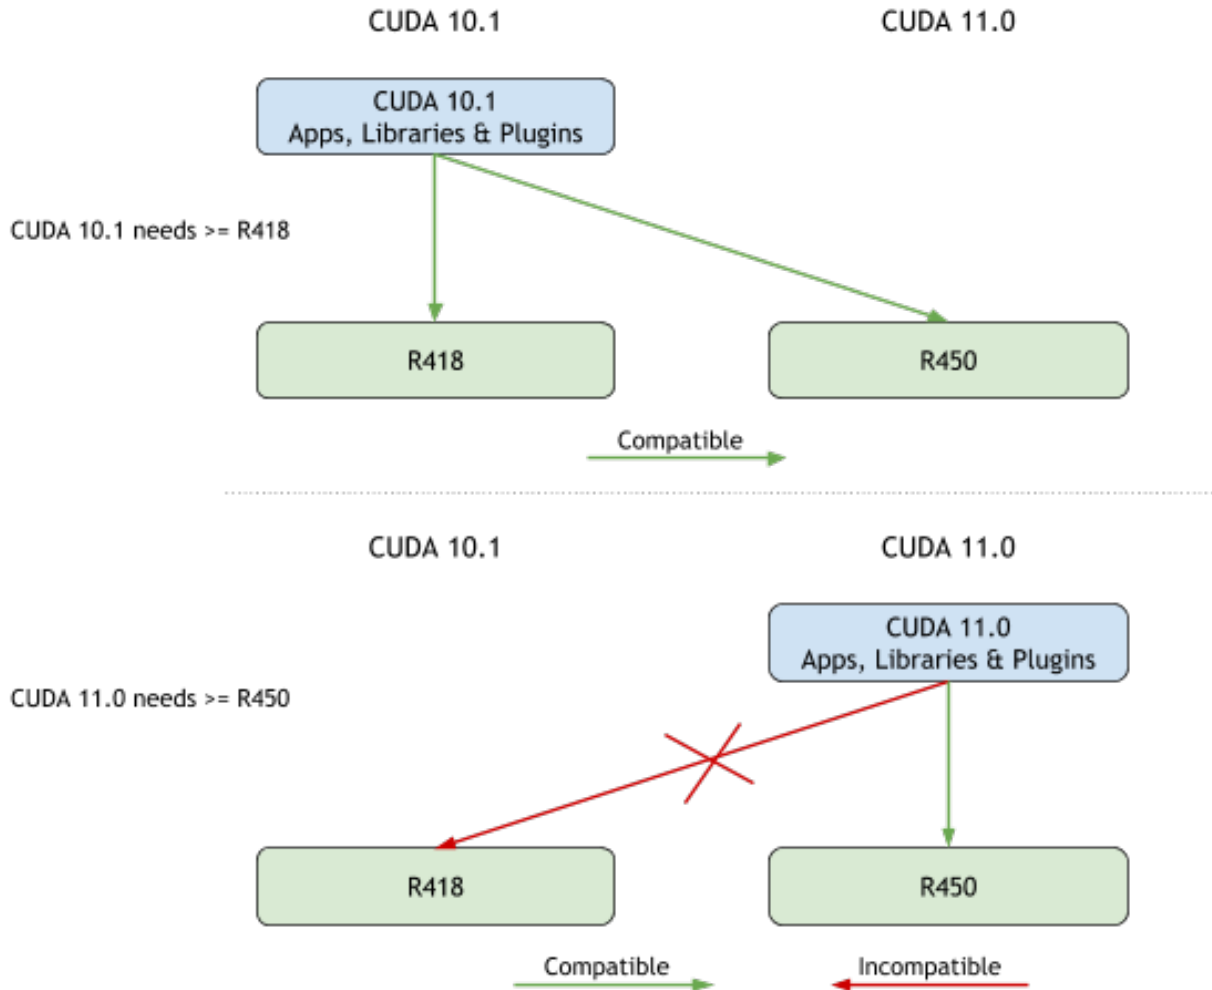 CUDA 10.1
CUDA 11.0
CUDA 10.1
Apps, Libraries & Plugins
CUDA 10.1 needs >= R418
R418
R450
Compatible
CUDA 10.1
CUDA 11.0
CUDA 11.0
Apps, Libraries & Plugins
CUDA 11.0 needs >= R450
R418
R450
Compatible
Incompatible